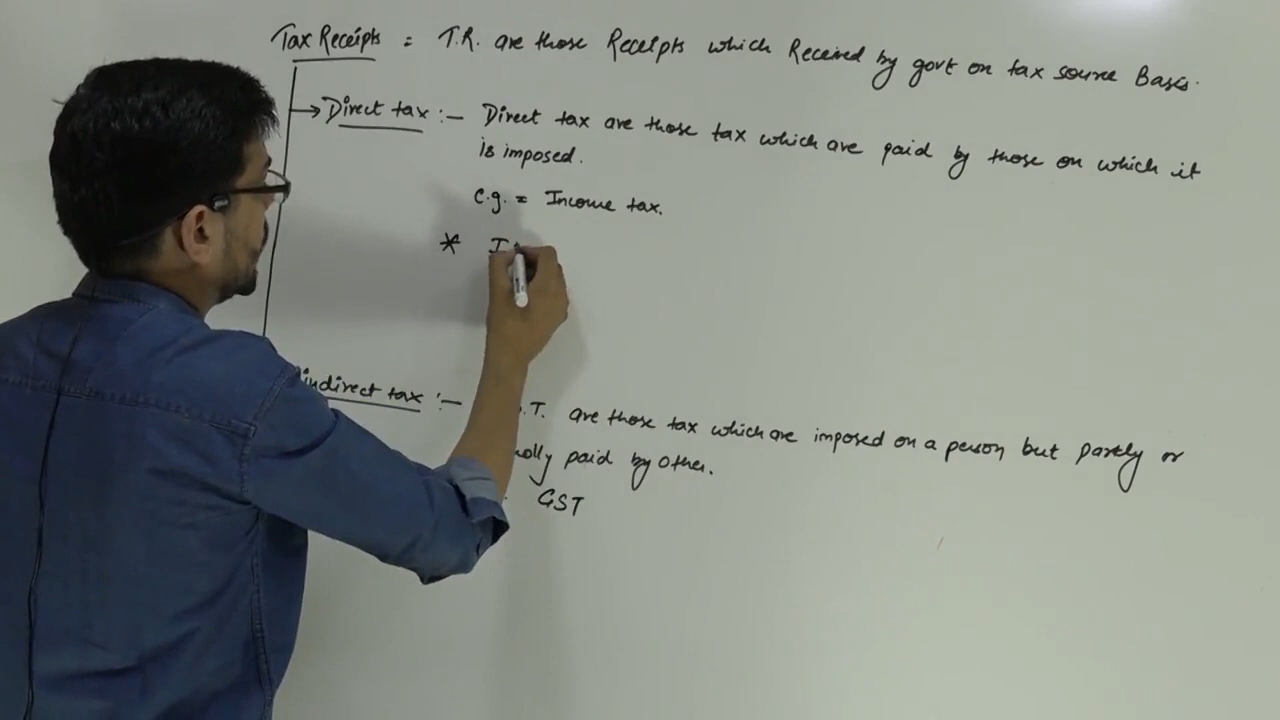 Tax Receipts = T.R. are those Receipts which Received by govt on tax source Basis.
→ Direct tax :- Direct tax are those tax which are paid by those on which it
is imposed.
e.g. = Income tax.
*
indirect tax :- .T. are those tax which are imposed on a person but parely or
paid by other.
GST